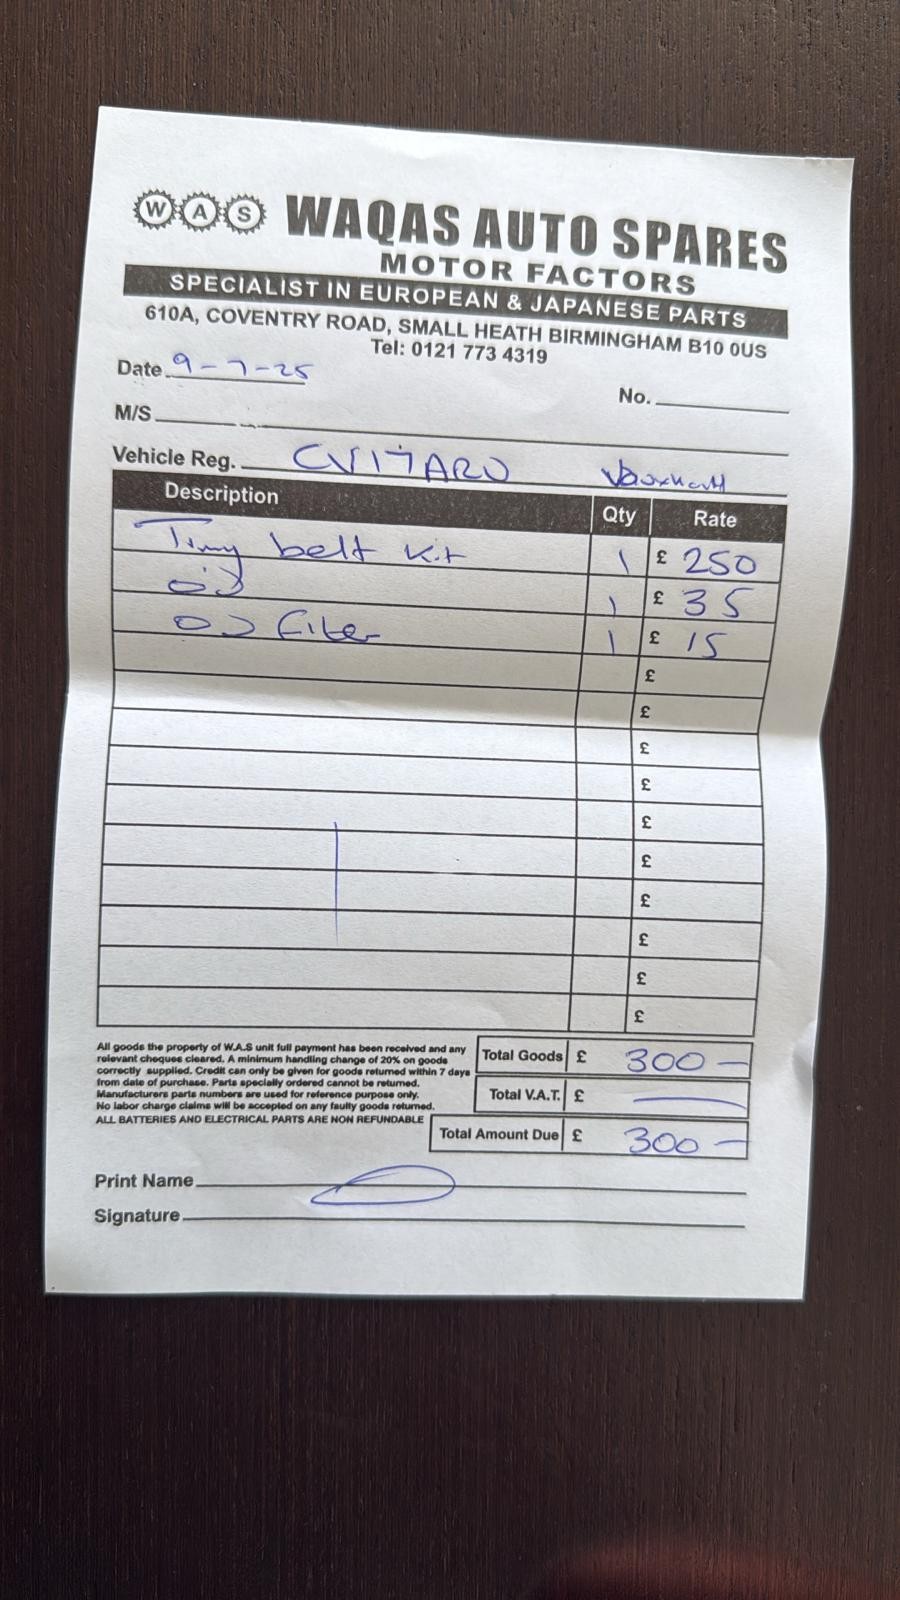 W A S WAQAS AUTO SPARES
MOTOR FACTORS
SPECIALIST IN EUROPEAN & JAPANESE PARTS
610A, COVENTRY ROAD, SMALL HEATH BIRMINGHAM B10 0US
Tel: 0121 773 4319
Date 9-7-25
No.
M/S
Vehicle Reg. CV17ARU Vauxhall
Description Qty Rate
Timy belt kit 1 £ 250
oil 1 £ 35
oil filter 1 £ 15
£
£
£
£
£
£
£
£
£
£
All goods the property of W.A.S unit full payment has been received and any
relevant cheques cleared. A minimum handling change of 20% on goods
correctly supplied. Credit can only be given for goods returned within 7 days
from date of purchase. Parts specially ordered cannot be returned.
Manufacturers parts numbers are used for reference purpose only.
No labor charge claims will be accepted on any faulty goods returned.
ALL BATTERIES AND ELECTRICAL PARTS ARE NON REFUNDABLE
Total Goods £ 300 —
Total V.A.T. £ —
Total Amount Due £ 300 —
Print Name
Signature